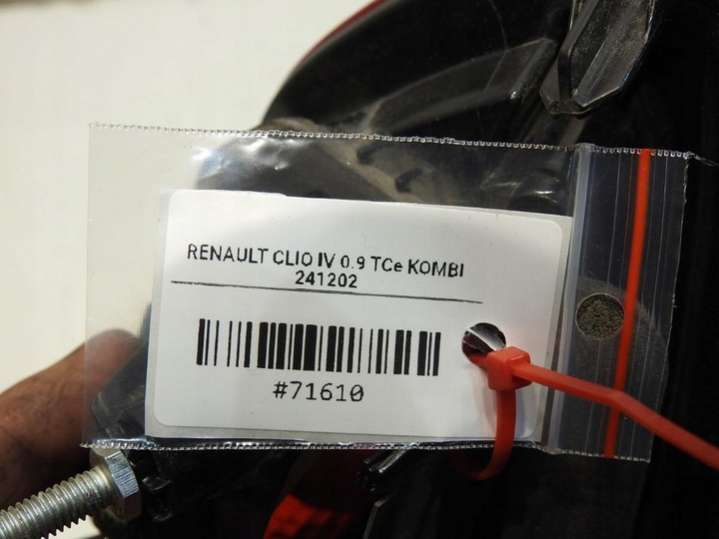 RENAULT CLIO IV 0.9 TCe KOMBI
241202
#71610